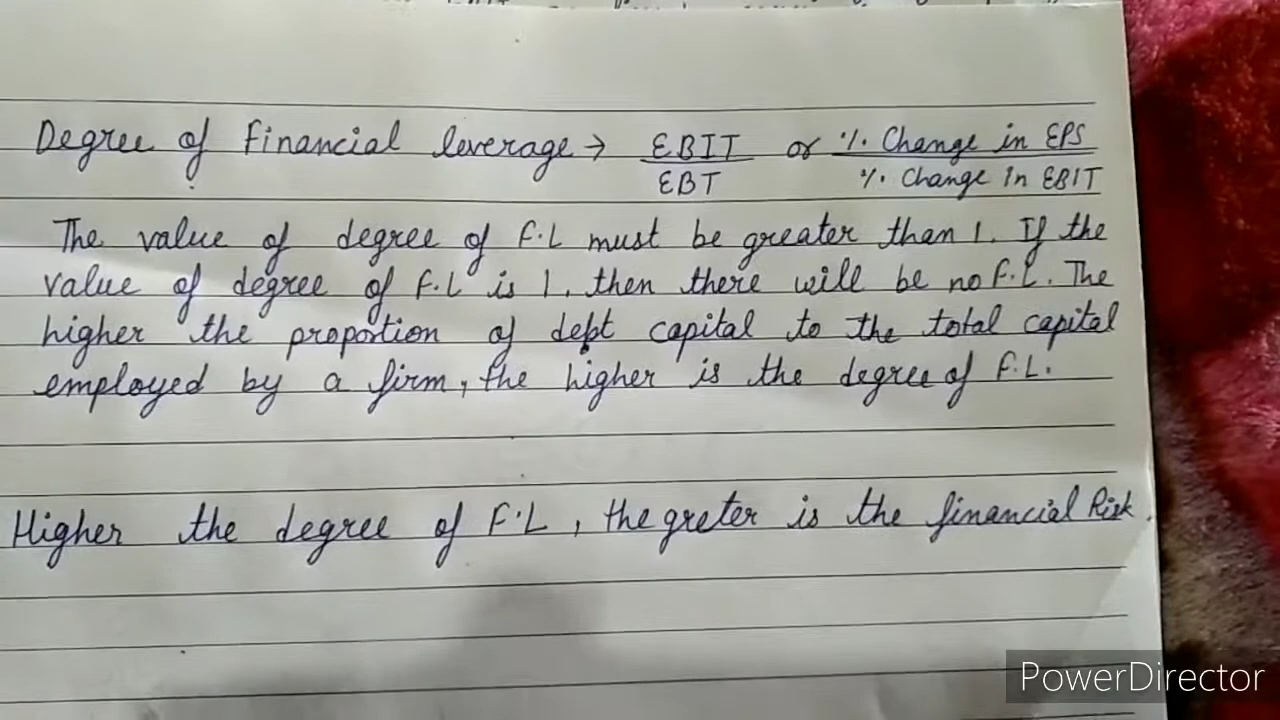 Degree of Financial leverage → EBIT / EBT or %. Change in EPS / %. Change In EBIT
The value of degree of F.L must be greater than 1. If the
value of degree of F.L is 1, then there will be no F.L. The
higher the proportion of debt capital to the total capital
employed by a firm, the higher is the degree of F.L.
Higher the degree of F.L, the greter is the financial Risk.
PowerDirector